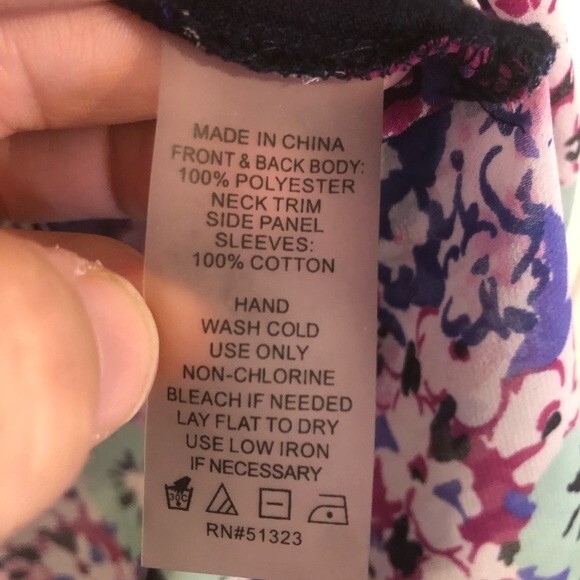 MADE IN CHINA
FRONT & BACK BODY:
100% POLYESTER
NECK TRIM
SIDE PANEL
SLEEVES:
100% COTTON
HAND
WASH COLD
USE ONLY
NON-CHLORINE
BLEACH IF NEEDED
LAY FLAT TO DRY
USE LOW IRON
IF NECESSARY
30C
RN#51323